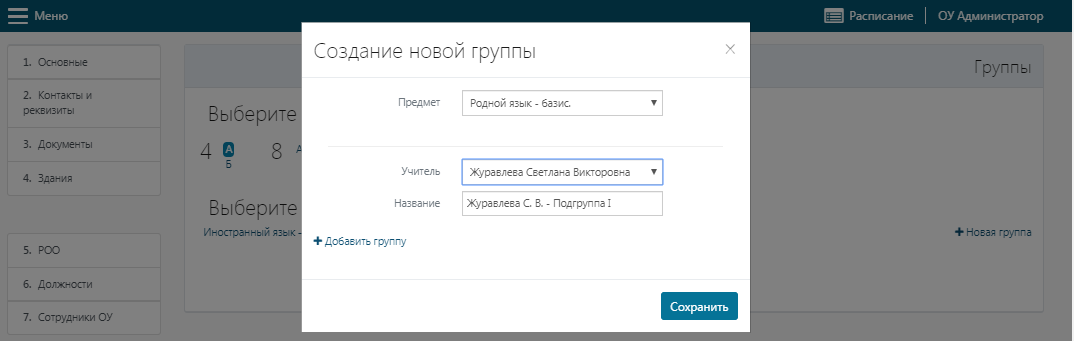 Меню
Расписание
ОУ Администратор
1. Основные
2. Контакты и
реквизиты
3. Документы
4. Здания
5. РОО
6. Должности
7. Сотрудники ОУ
Группы
Выберите
4 А
Б
8 А
Выберите
Иностранный язык -
+ Новая группа
Создание новой группы
×
Предмет
Родной язык - базис.
Учитель
Журавлева Светлана Викторовна
Название
Журавлева С. В. - Подгруппа I
+ Добавить группу
Сохранить